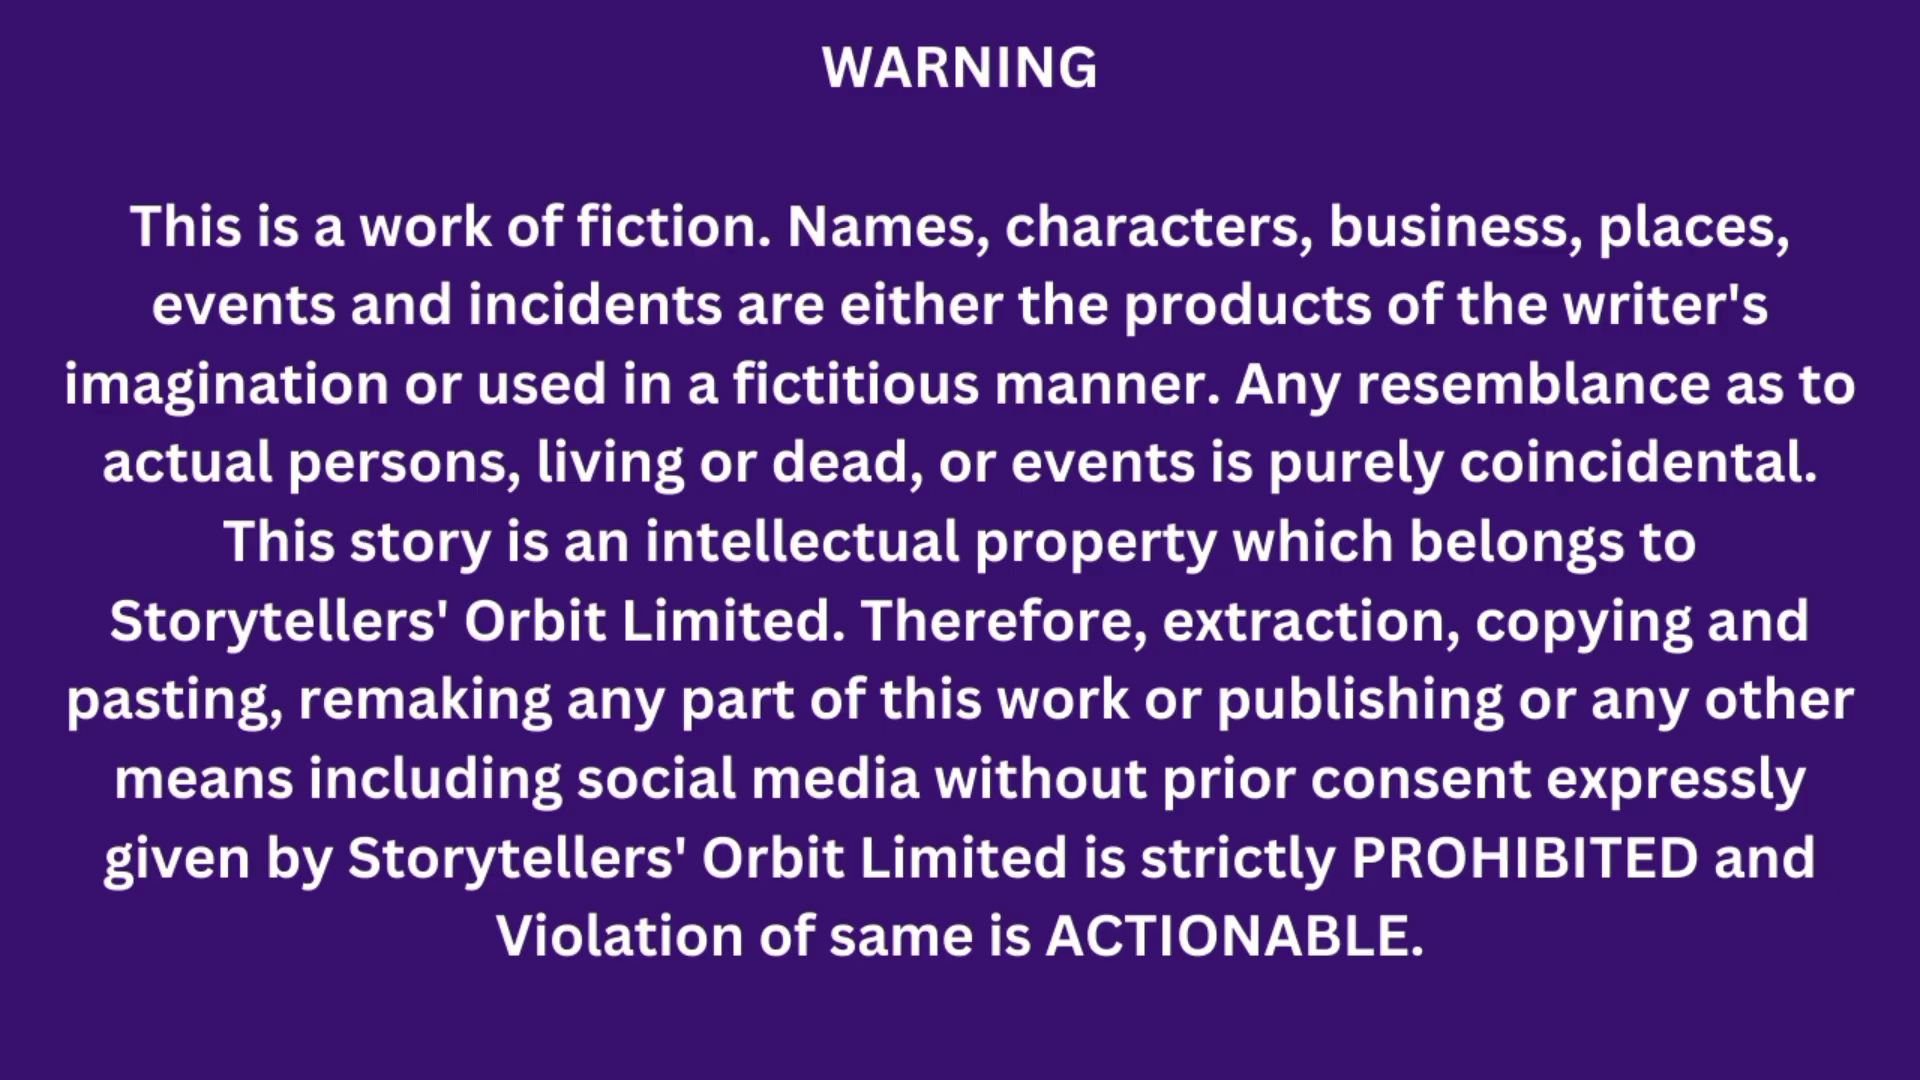 WARNING
This is a work of fiction. Names, characters, business, places,
events and incidents are either the products of the writer's
imagination or used in a fictitious manner. Any resemblance as to
actual persons, living or dead, or events is purely coincidental.
This story is an intellectual property which belongs to
Storytellers' Orbit Limited. Therefore, extraction, copying and
pasting, remaking any part of this work or publishing or any other
means including social media without prior consent expressly
given by Storytellers' Orbit Limited is strictly PROHIBITED and
Violation of same is ACTIONABLE.